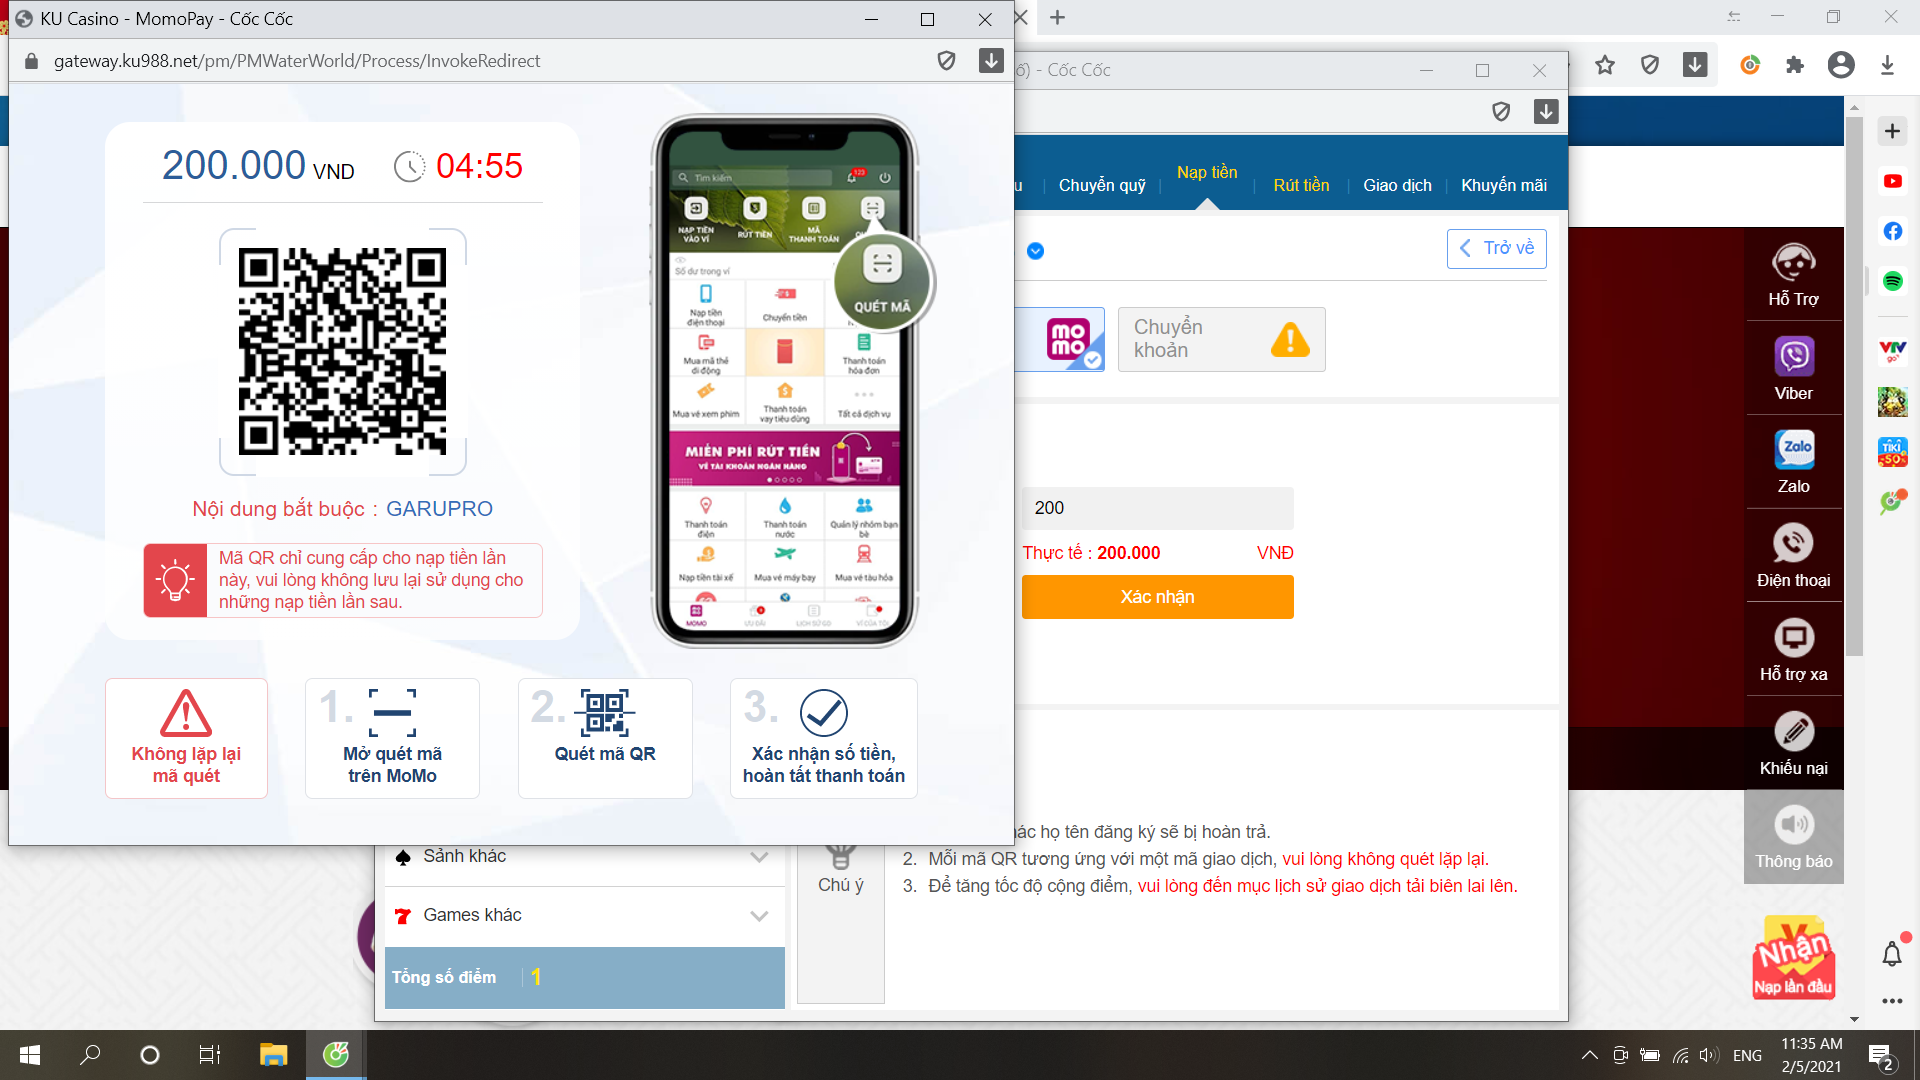 KU Casino - MomoPay - Cốc Cốc
gateway.ku988.net/pm/PMWaterWorld/Process/InvokeRedirect
200.000 VND
04:55
Nội dung bắt buộc : GARUPRO
Mã QR chỉ cung cấp cho nạp tiền lần
này, vui lòng không lưu lại sử dụng cho
những nạp tiền lần sau.
Tìm kiếm
123
NẠP TIỀN
VÀO VÍ
RÚT TIỀN
MÃ
THANH TOÁN
QUÉT MÃ
Số dư trong ví
Nạp tiền
điện thoại
Chuyển tiền
Mua mã thẻ
di động
Thanh toán
hóa đơn
Mua vé xem phim
Thanh toán
vay tiêu dùng
Tất cả dịch vụ
MIỄN PHÍ RÚT TIỀN
VỀ TÀI KHOẢN NGÂN HÀNG
Thanh toán
điện
Thanh toán
nước
Quản lý nhóm bạn
bè
Nạp tiền tài xế
Mua vé máy bay
Mua vé tàu hỏa
MOMO
ƯU ĐÃI
LỊCH SỬ GD
VÍ CỦA TÔI
Không lặp lại
mã quét
1.
Mở quét mã
trên MoMo
2.
Quét mã QR
3.
Xác nhận số tiền,
hoàn tất thanh toán
ố) - Cốc Cốc
u
Chuyển quỹ
Nạp tiền
Rút tiền
Giao dịch
Khuyến mãi
Trở về
mo
mo
Chuyển
khoản
200
Thực tế : 200.000
VNĐ
Xác nhận
ác họ tên đăng ký sẽ bị hoàn trả.
2. Mỗi mã QR tương ứng với một mã giao dịch, vui lòng không quét lặp lại.
3. Để tăng tốc độ cộng điểm, vui lòng đến mục lịch sử giao dịch tải biên lai lên.
Chú ý
Sảnh khác
Games khác
Tổng số điểm
1
Hỗ Trợ
Viber
Zalo
Zalo
Điện thoại
Hỗ trợ xa
Khiếu nại
Thông báo
Nhận
Nạp lần đầu
VTV
go
TIKI
ENG
11:35 AM
2/5/2021
2